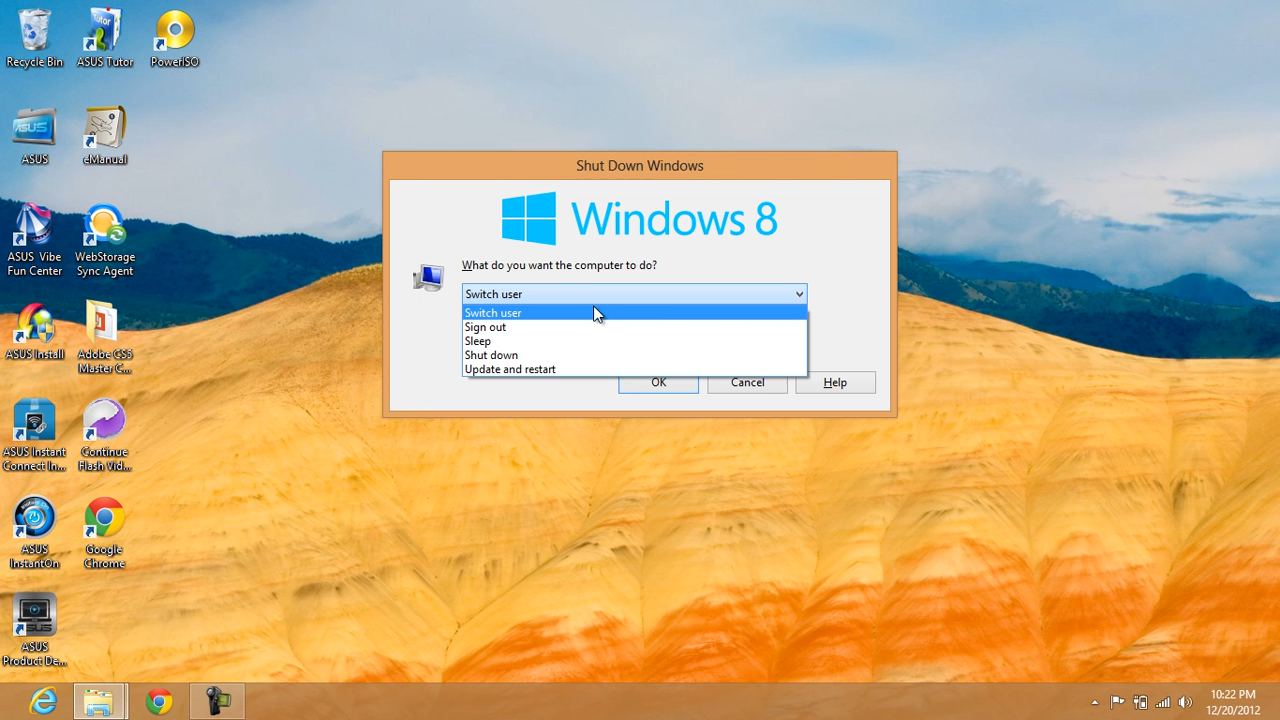 Recycle Bin
ASUS Tutor
PowerISO
Tutor
ASUS
ASUS
eManual
ASUS Vibe
Fun Center
WebStorage
Sync Agent
ASUS Install
Adobe CS5
Master C...
ASUS Instant
Connect In...
Continue
Flash Vid...
ASUS
InstantOn
Google
Chrome
ASUS
Product De...
Shut Down Windows
Windows 8
What do you want the computer to do?
Switch user
Switch user
Sign out
Sleep
Shut down
Update and restart
OK
Cancel
Help
10:22 PM
12/20/2012